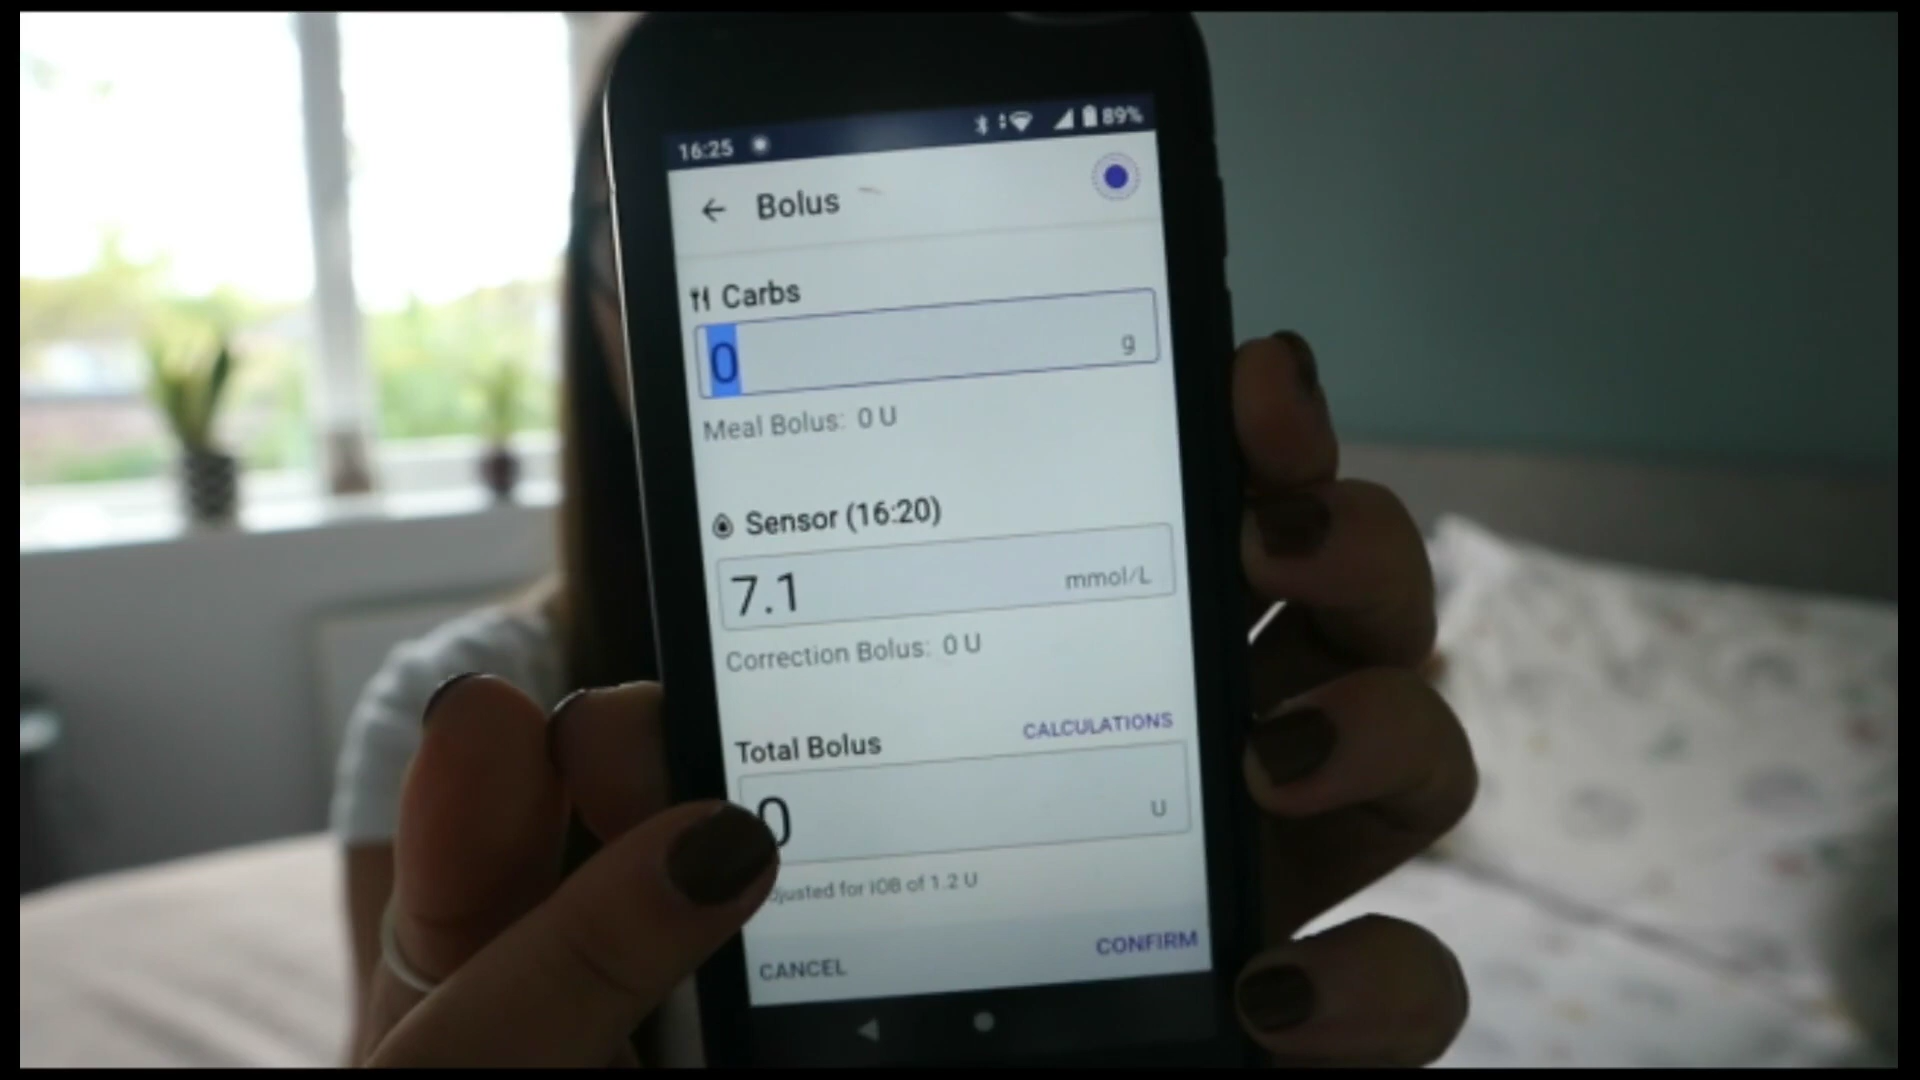 16:25 89%
Bolus
Carbs
0 g
Meal Bolus: 0 U
Sensor (16:20)
7.1 mmol/L
Correction Bolus: 0 U
Total Bolus CALCULATIONS
0 U
djusted for IOB of 1.2 U
CANCEL CONFIRM